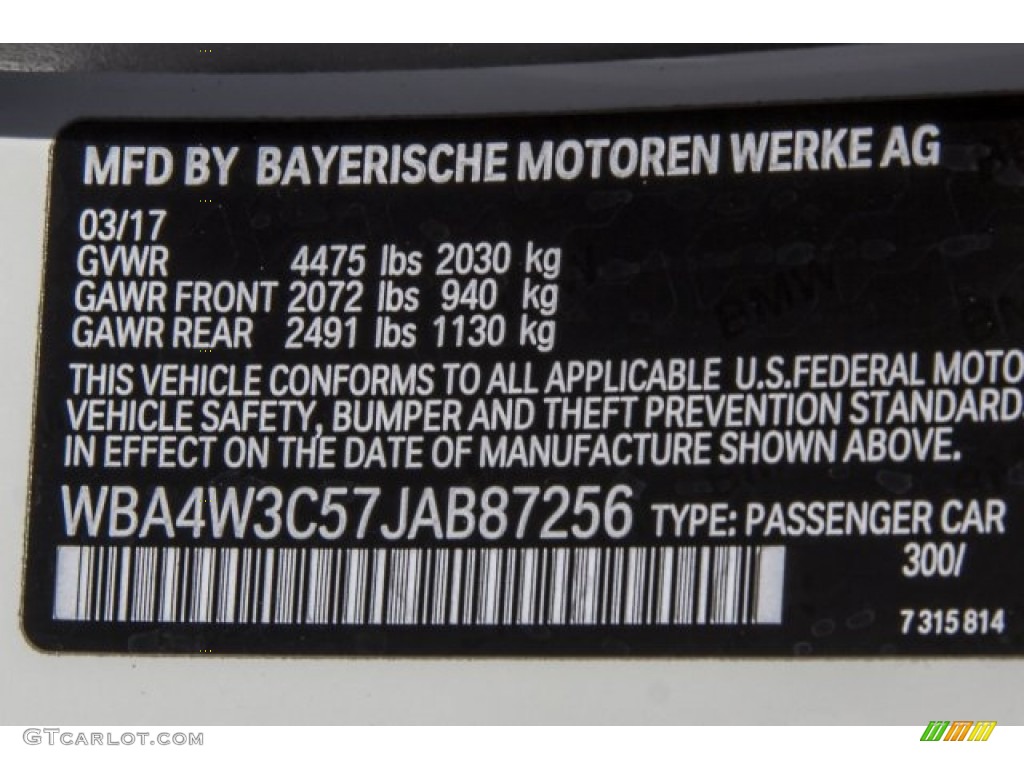 MFD BY BAYERISCHE MOTOREN WERKE AG
03/17
GVWR 4475 lbs 2030 kg
GAWR FRONT 2072 lbs 940 kg
GAWR REAR 2491 lbs 1130 kg
THIS VEHICLE CONFORMS TO ALL APPLICABLE U.S.FEDERAL MOTO
VEHICLE SAFETY, BUMPER AND THEFT PREVENTION STANDARD
IN EFFECT ON THE DATE OF MANUFACTURE SHOWN ABOVE.
WBA4W3C57JAB87256 TYPE: PASSENGER CAR
300/
7 315 814
BMW
GTCarLot.com